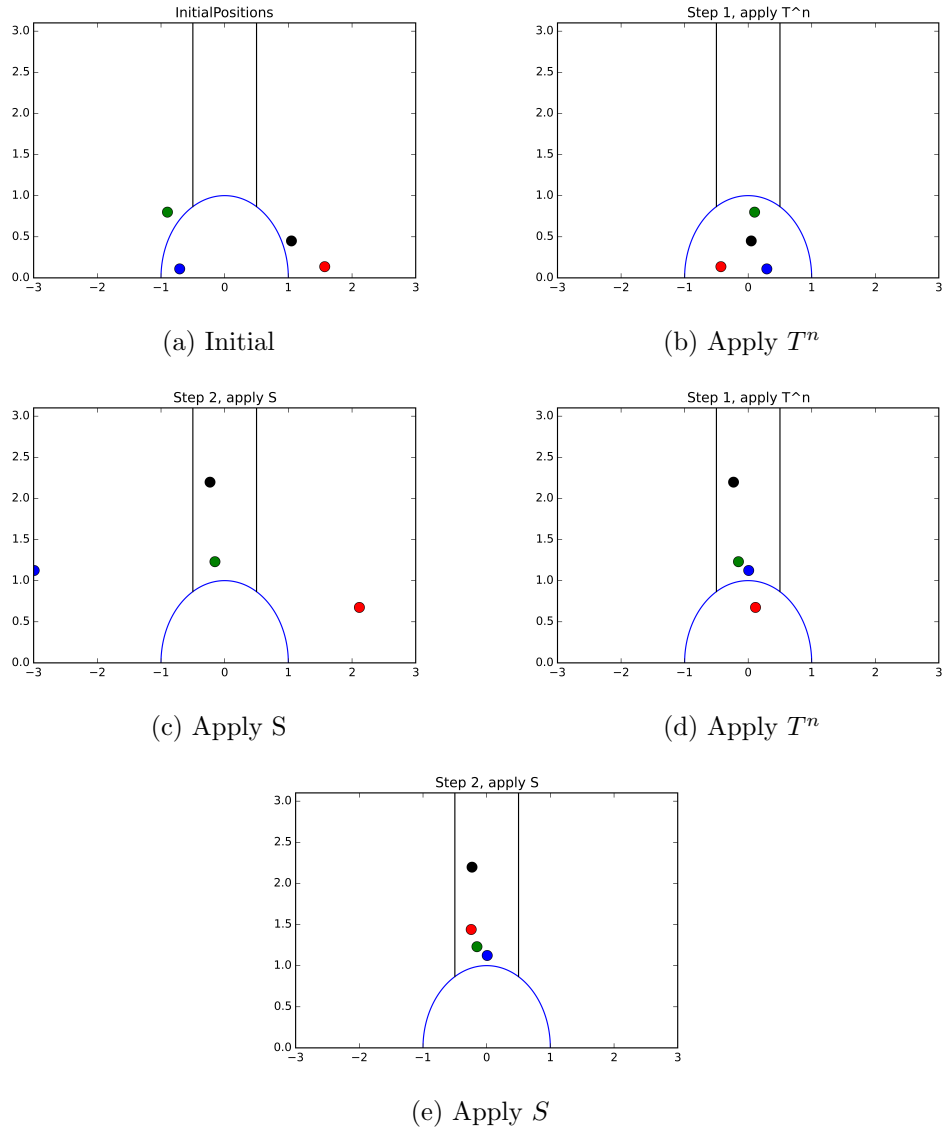 InitialPositions
3.0
2.5
2.0
1.5
1.0
0.5
0.0
−3 −2 −1 0 1 2 3
(a) Initial
Step 1, apply T^n
3.0
2.5
2.0
1.5
1.0
0.5
0.0
−3 −2 −1 0 1 2 3
(b) Apply Tⁿ
Step 2, apply S
3.0
2.5
2.0
1.5
1.0
0.5
0.0
−3 −2 −1 0 1 2 3
(c) Apply S
Step 1, apply T^n
3.0
2.5
2.0
1.5
1.0
0.5
0.0
−3 −2 −1 0 1 2 3
(d) Apply Tⁿ
Step 2, apply S
3.0
2.5
2.0
1.5
1.0
0.5
0.0
−3 −2 −1 0 1 2 3
(e) Apply S